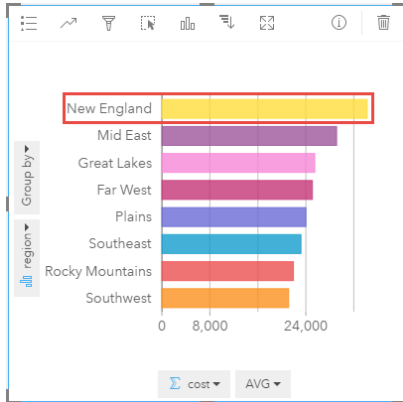 New England
Mid East
Great Lakes
Far West
Plains
Southeast
Rocky Mountains
Southwest
Group by
region
0 8,000 24,000
cost AVG